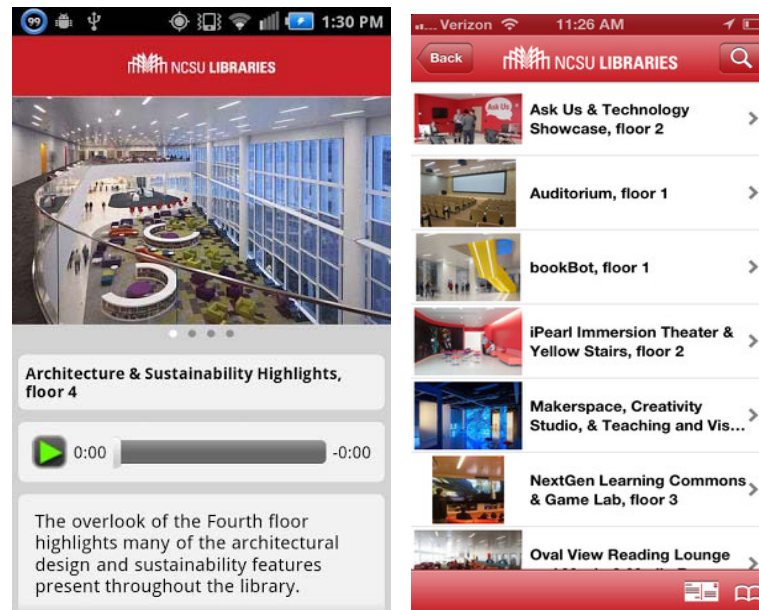 99
1:30 PM
NCSU LIBRARIES
Architecture & Sustainability Highlights,
floor 4
0:00
-0:00
The overlook of the Fourth floor
highlights many of the architectural
design and sustainability features
present throughout the library.
Verizon
11:26 AM
Back
NCSU LIBRARIES
Ask Us
Ask Us & Technology
Showcase, floor 2
Auditorium, floor 1
bookBot, floor 1
iPearl Immersion Theater &
Yellow Stairs, floor 2
Makerspace, Creativity
Studio, & Teaching and Vis...
NextGen Learning Commons
& Game Lab, floor 3
Oval View Reading Lounge